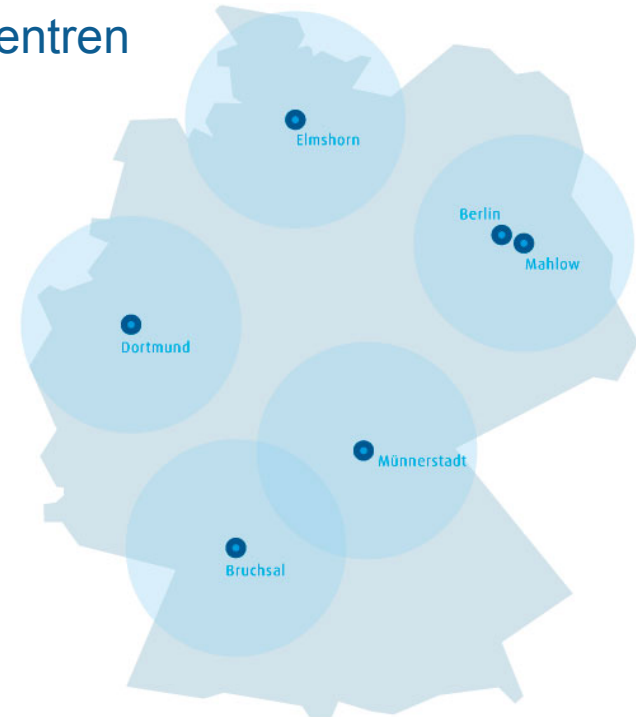 entren
Elmshorn
Berlin
Mahlow
Dortmund
Münnerstadt
Bruchsal